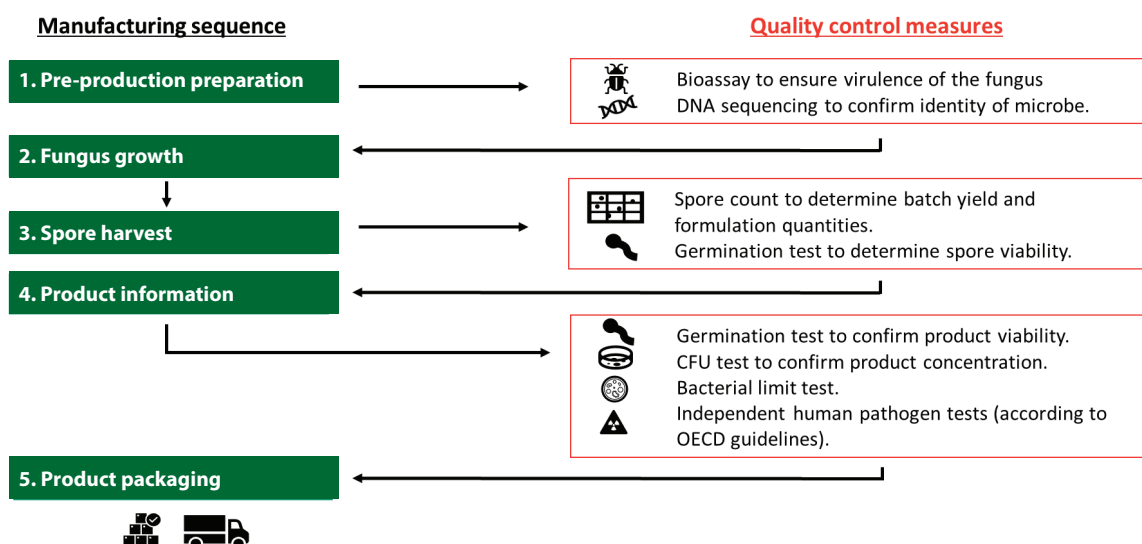 Manufacturing sequence
Quality control measures
1. Pre-production preparation
Bioassay to ensure virulence of the fungus
DNA sequencing to confirm identity of microbe.
2. Fungus growth
3. Spore harvest
Spore count to determine batch yield and
formulation quantities.
Germination test to determine spore viability.
4. Product information
Germination test to confirm product viability.
CFU test to confirm product concentration.
Bacterial limit test.
Independent human pathogen tests (according to
OECD guidelines).
5. Product packaging